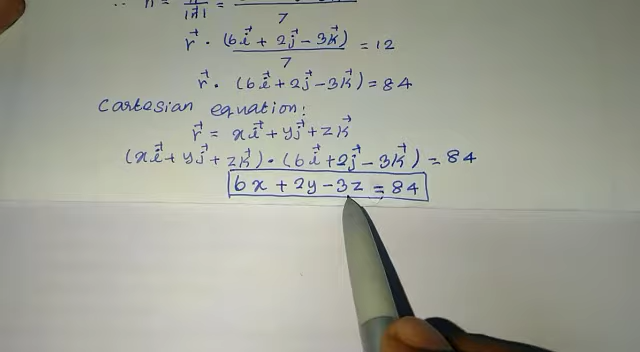 ∴ n̂ = n⃗/|n⃗| = /7
r⃗ · (6i⃗ + 2j⃗ - 3k⃗)/7 = 12
r⃗ · (6i⃗ + 2j⃗ - 3k⃗) = 84
Cartesian equation:
r⃗ = xi⃗ + yj⃗ + zk⃗
(xi⃗ + yj⃗ + zk⃗) · (6i⃗ + 2j⃗ - 3k⃗) = 84
6x + 2y - 3z = 84